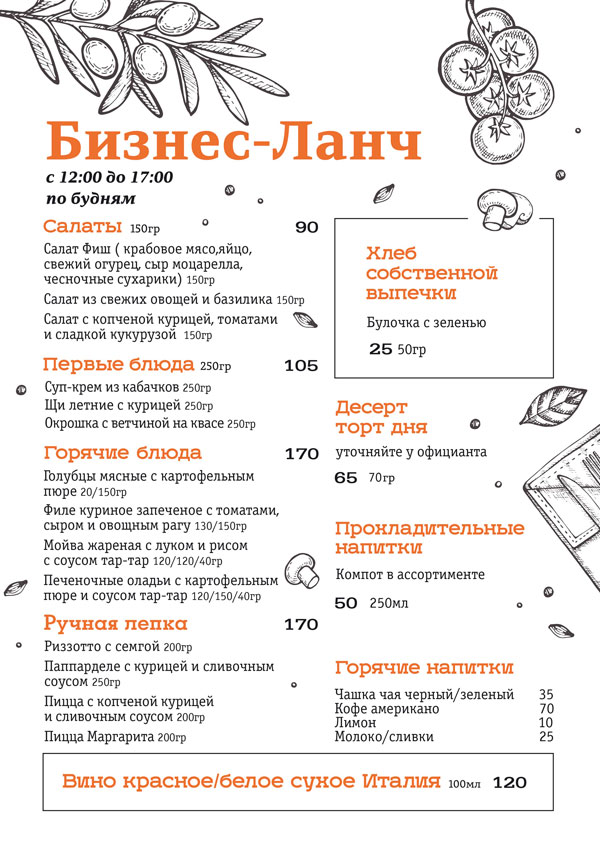 Бизнес-Ланч
с 12:00 до 17:00
по будням
Салаты 150гр 90
Салат Фиш ( крабовое мясо,яйцо,
свежий огурец, сыр моцарелла,
чесночные сухарики) 150гр
Салат из свежих овощей и базилика 150гр
Салат с копченой курицей, томатами
и сладкой кукурузой 150гр
Первые блюда 250гр 105
Суп-крем из кабачков 250гр
Щи летние с курицей 250гр
Окрошка с ветчиной на квасе 250гр
Горячие блюда 170
Голубцы мясные с картофельным
пюре 20/150гр
Филе куриное запеченое с томатами,
сыром и овощным рагу 130/150гр
Мойва жареная с луком и рисом
с соусом тар-тар 120/120/40гр
Печеночные оладьи с картофельным
пюре и соусом тар-тар 120/150/40гр
Ручная лепка 170
Риззотто с семгой 200гр
Паппарделе с курицей и сливочным
соусом 250гр
Пицца с копченой курицей
и сливочным соусом 200гр
Пицца Маргарита 200гр
Хлеб
собственной
выпечки
Булочка с зеленью
25 50гр
Десерт
торт дня
уточняйте у официанта
65 70гр
Прохладительные
напитки
Компот в ассортименте
50 250мл
Горячие напитки
Чашка чая черный/зеленый 35
Кофе американо 70
Лимон 10
Молоко/сливки 25
Вино красное/белое сухое Италия 100мл 120